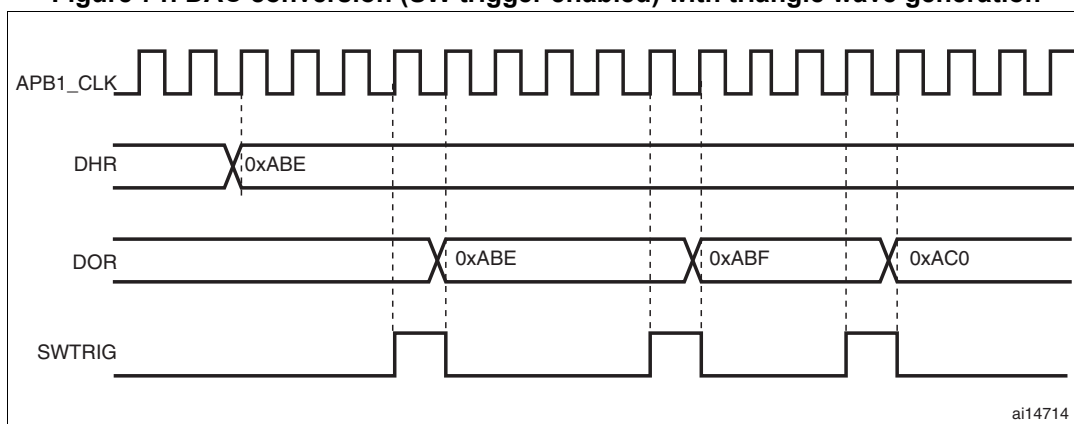 Figure DAC conversion (SW trigger enabled) with triangle wave generation
APB1_CLK
DHR
0xABE
DOR
0xABE
0xABF
0xAC0
SWTRIG
ai14714